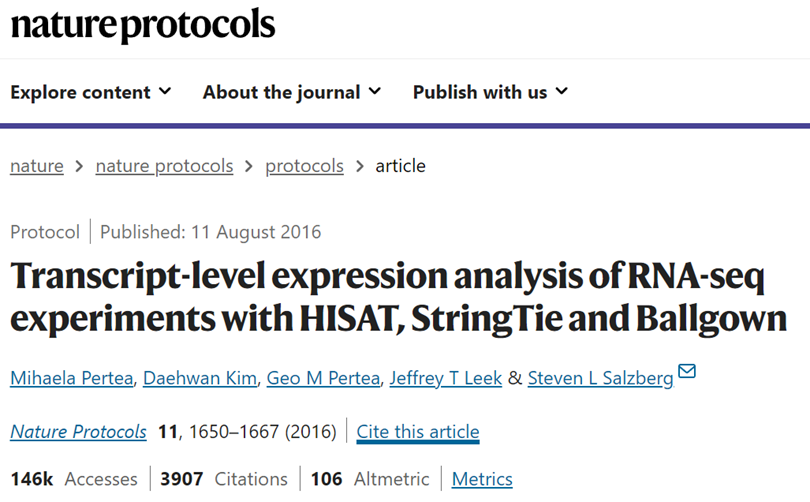 nature protocols
Explore content About the journal Publish with us
nature > nature protocols > protocols > article
Protocol | Published: 11 August 2016
Transcript-level expression analysis of RNA-seq
experiments with HISAT, StringTie and Ballgown
Mihaela Pertea, Daehwan Kim, Geo M Pertea, Jeffrey T Leek & Steven L Salzberg
Nature Protocols 11, 1650–1667 (2016) | Cite this article
146k Accesses | 3907 Citations | 106 Altmetric | Metrics